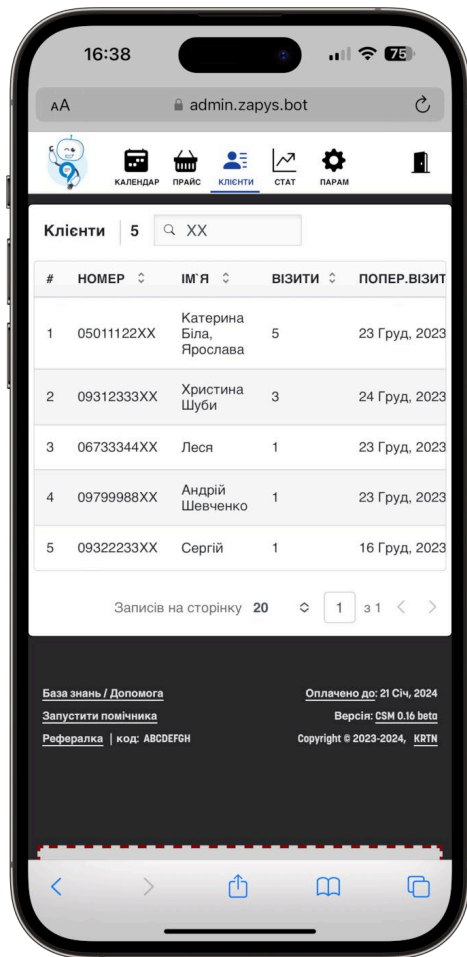 16:38
75
AA admin.zapys.bot
КАЛЕНДАР ПРАЙС КЛІЄНТИ СТАТ ПАРАМ
Клієнти 5 XX
# НОМЕР ІМ`Я ВІЗИТИ ПОПЕР.ВІЗИТ
1 05011122XX Катерина Біла, Ярослава 5 23 Груд, 2023
2 09312333XX Христина Шуби 3 24 Груд, 2023
3 06733344XX Леся 1 23 Груд, 2023
4 09799988XX Андрій Шевченко 1 23 Груд, 2023
5 09322233XX Сергій 1 16 Груд, 2023
Записів на сторінку 20 1 з 1
База знань / Допомога
Оплачено до: 21 Січ, 2024
Запустити помічника
Версія: CSM 0.16 beta
Рефералка | код: ABCDEFGH
Copyright © 2023-2024, KRTN